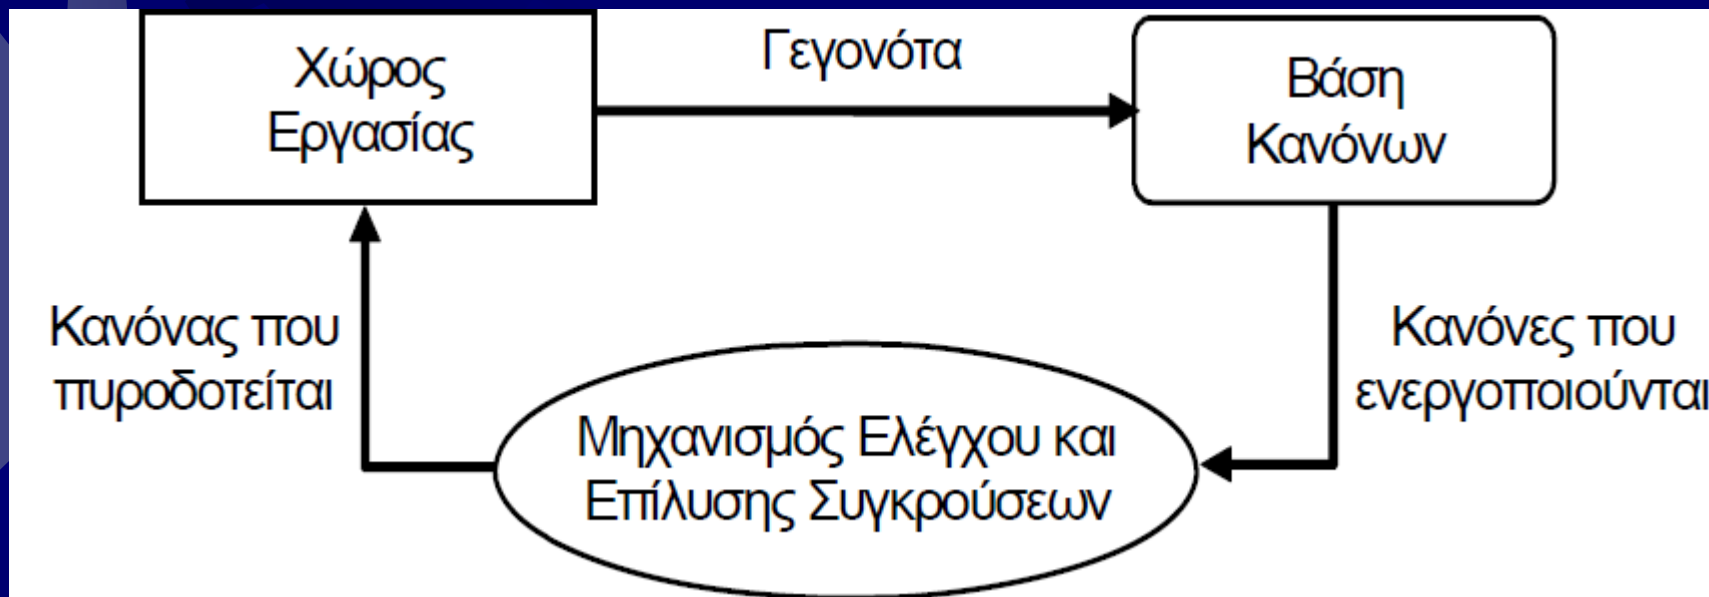 Χώρος
Εργασίας
Γεγονότα
Βάση
Κανόνων
Κανόνας που
πυροδοτείται
Κανόνες που
ενεργοποιούνται
Μηχανισμός Ελέγχου και
Επίλυσης Συγκρούσεων